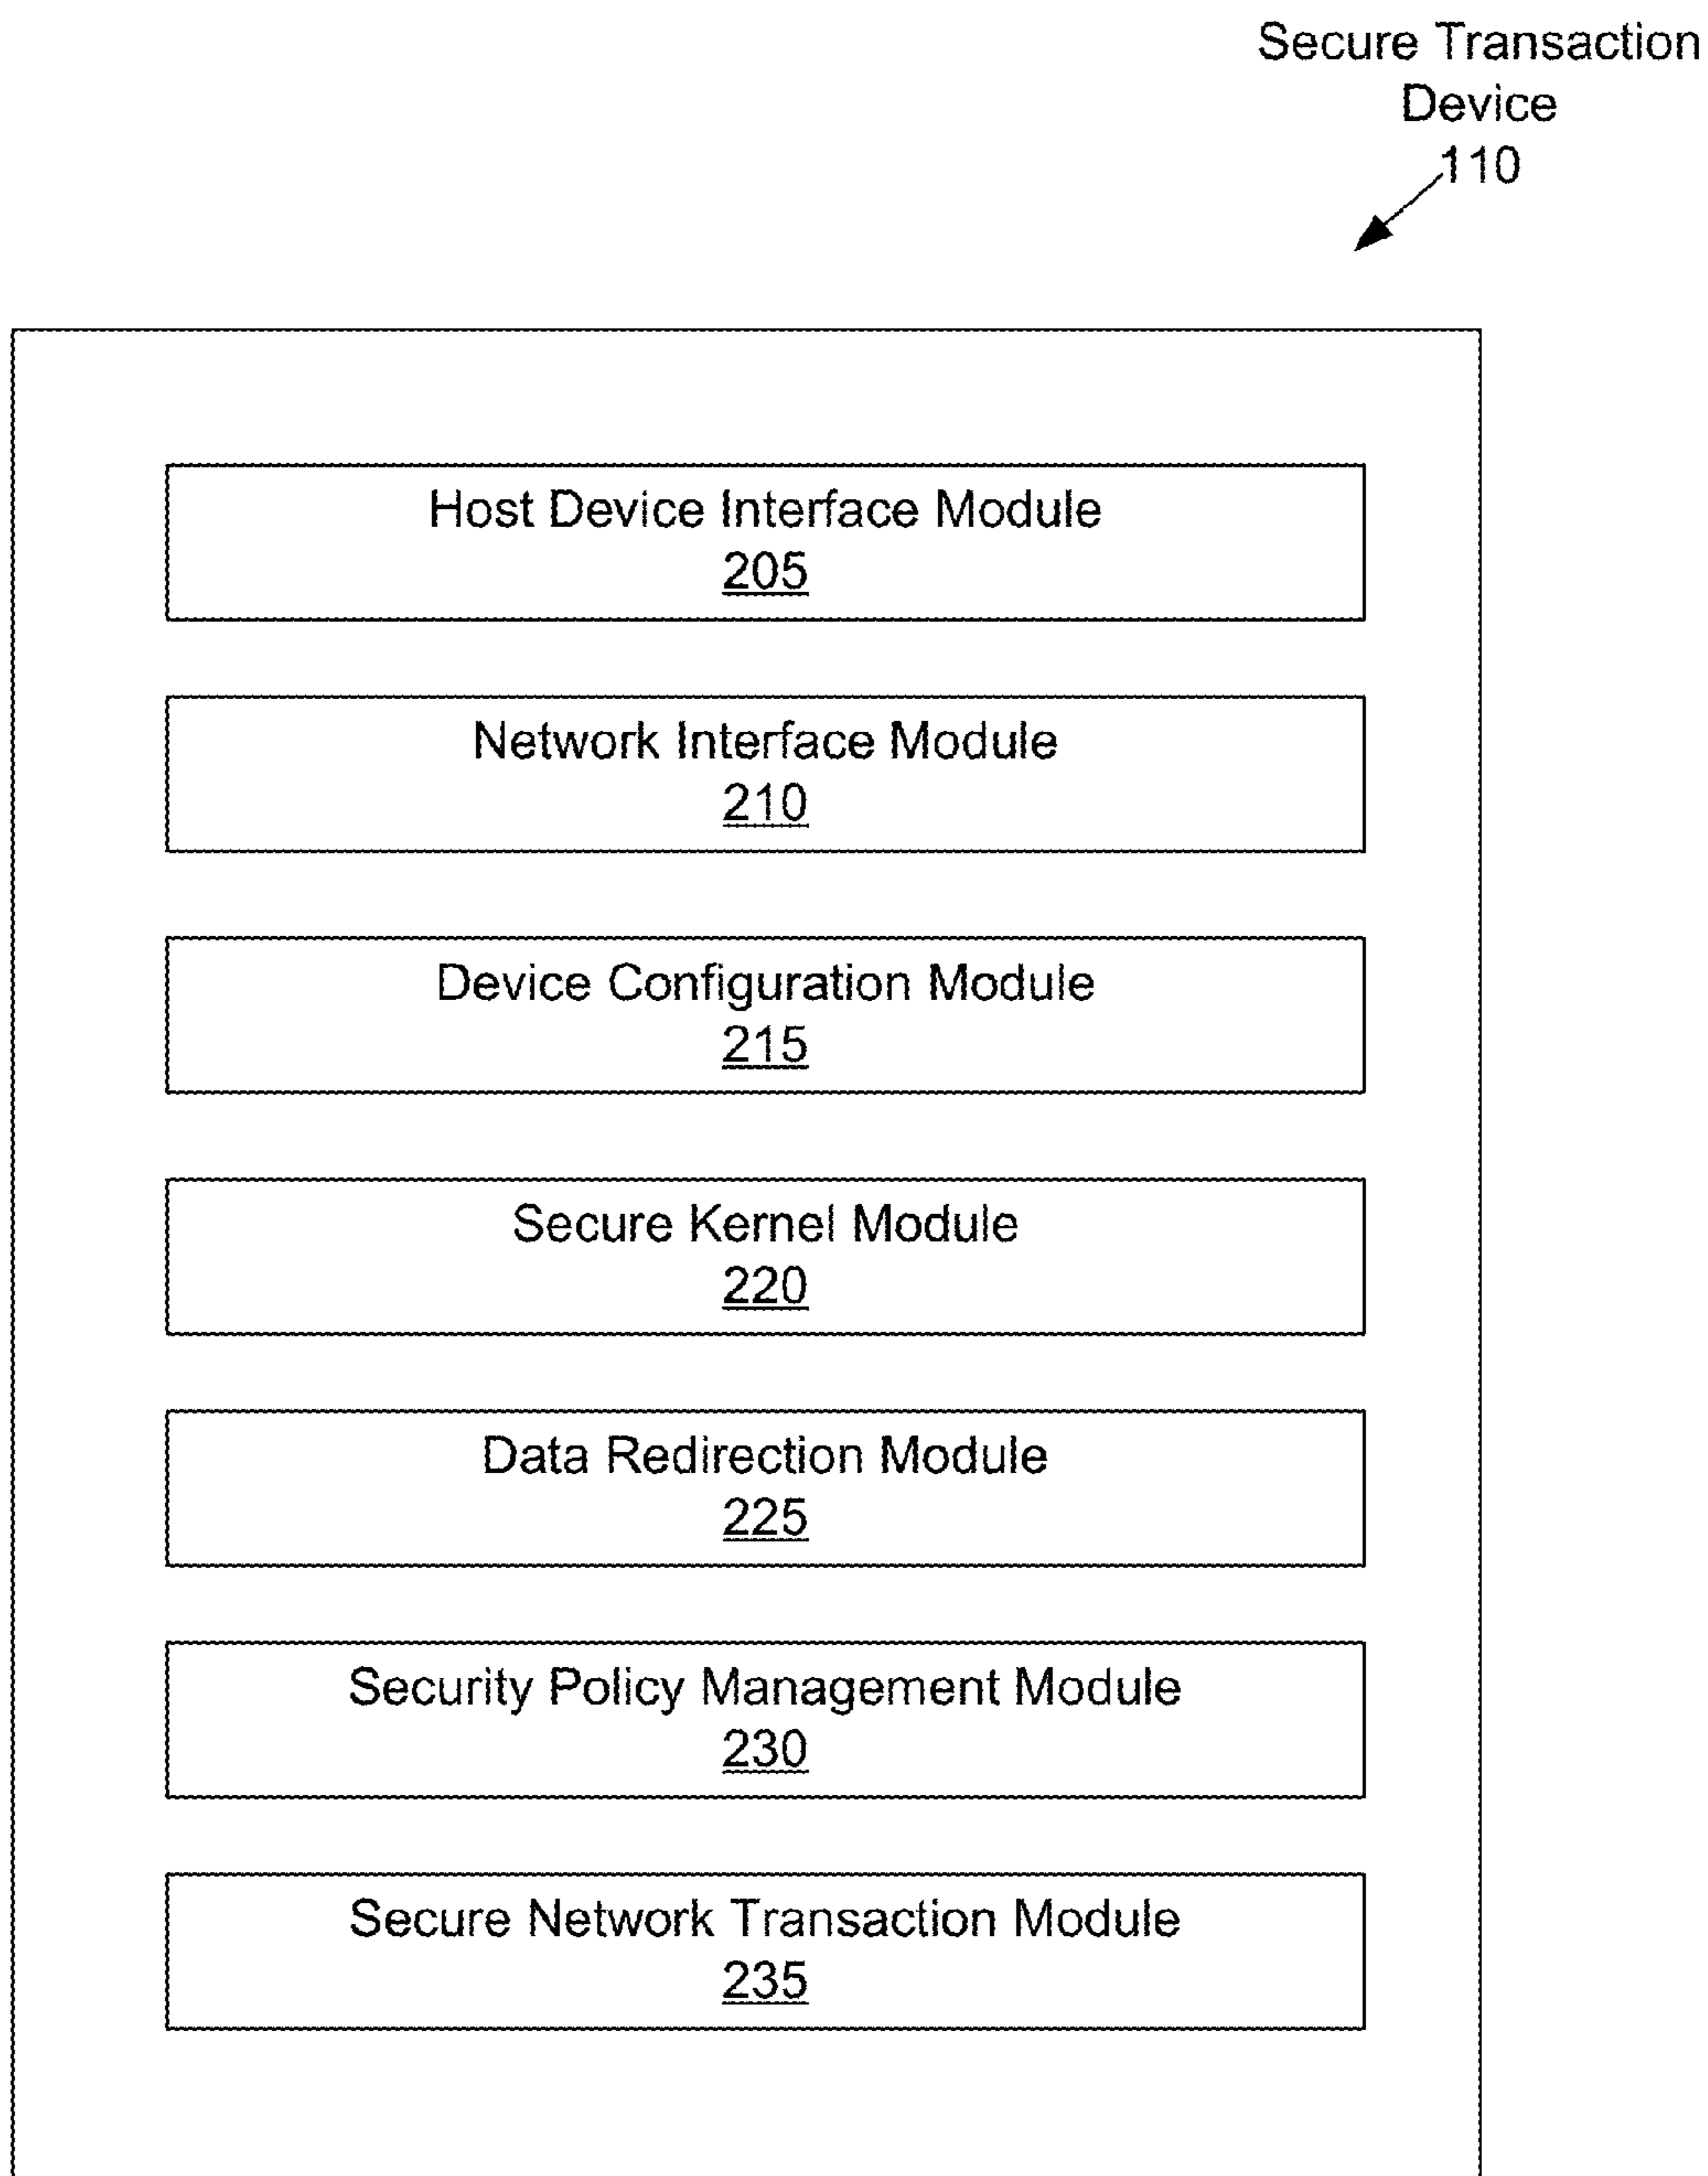 Secure Transaction
Device
110
Host Device Interface Module
205
Network Interface Module
210
Device Configuration Module
215
Secure Kernel Module
220
Data Redirection Module
225
Security Policy Management Module
230
Secure Network Transaction Module
235